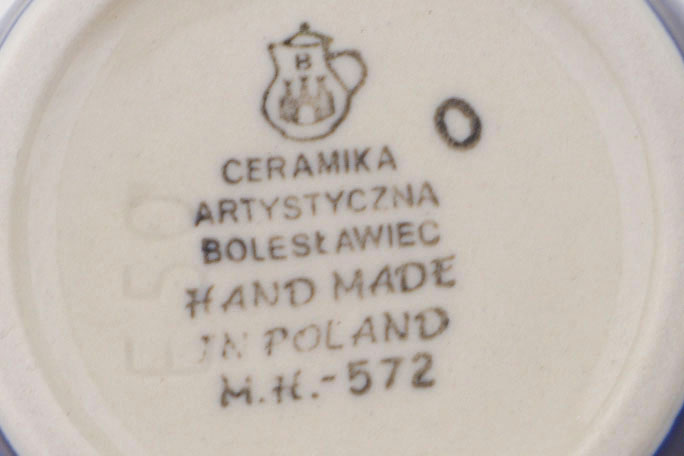 B
O
CERAMIKA
ARTYSTYCZNA
BOLESŁAWIEC
HAND MADE
IN POLAND
M.H.-572